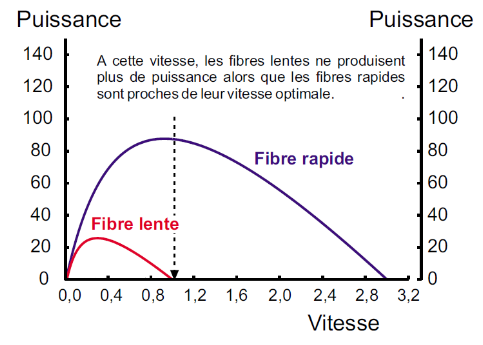 Puissance
Puissance
140
120
100
80
60
40
20
0
A cette vitesse, les fibres lentes ne produisent
plus de puissance alors que les fibres rapides
sont proches de leur vitesse optimale. .
Fibre rapide
Fibre lente
140
120
100
80
60
40
20
0
0,0 0,4 0,8 1,2 1,6 2,0 2,4 2,8 3,2
Vitesse